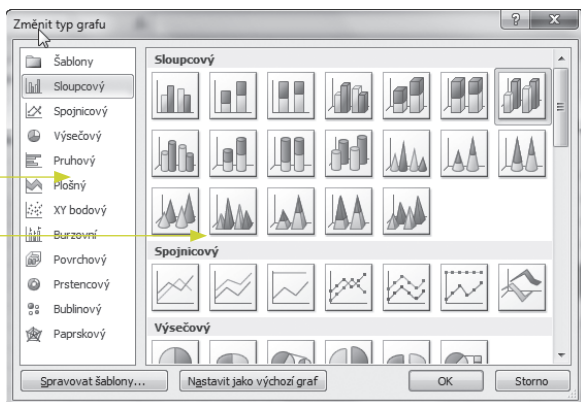 Změnit typ grafu
Šablony
Sloupcový
Spojnicový
Výsečový
Pruhový
Plošný
XY bodový
Burzovní
Povrchový
Prstencový
Bublinový
Paprskový
Sloupcový
Spojnicový
Výsečový
Spravovat šablony...
Nastavit jako výchozí graf
OK
Storno